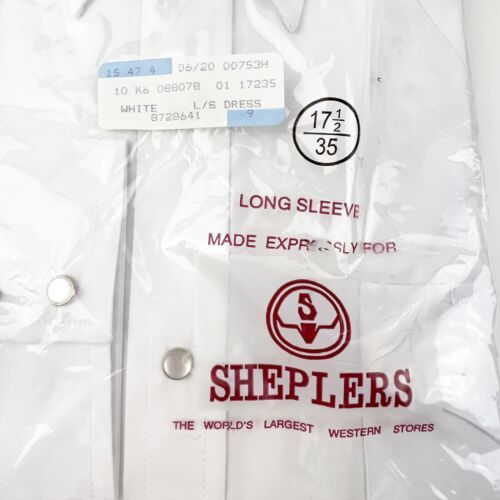 15 47 4 06/20 00753H
10 K6 088078 01 17235
WHITE L/S DRESS
8728641 9
17 1/2
35
LONG SLEEVE
MADE EXPRESSLY FOR
S
SHEPLERS
THE WORLD'S LARGEST WESTERN STORES